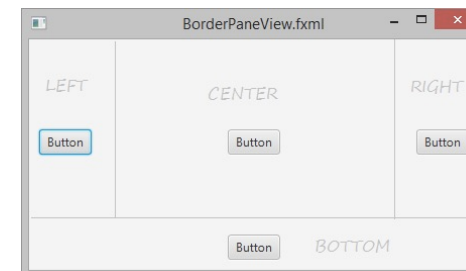 BorderPaneView.fxml
LEFT
CENTER
RIGHT
Button
Button
Button
Button
BOTTOM